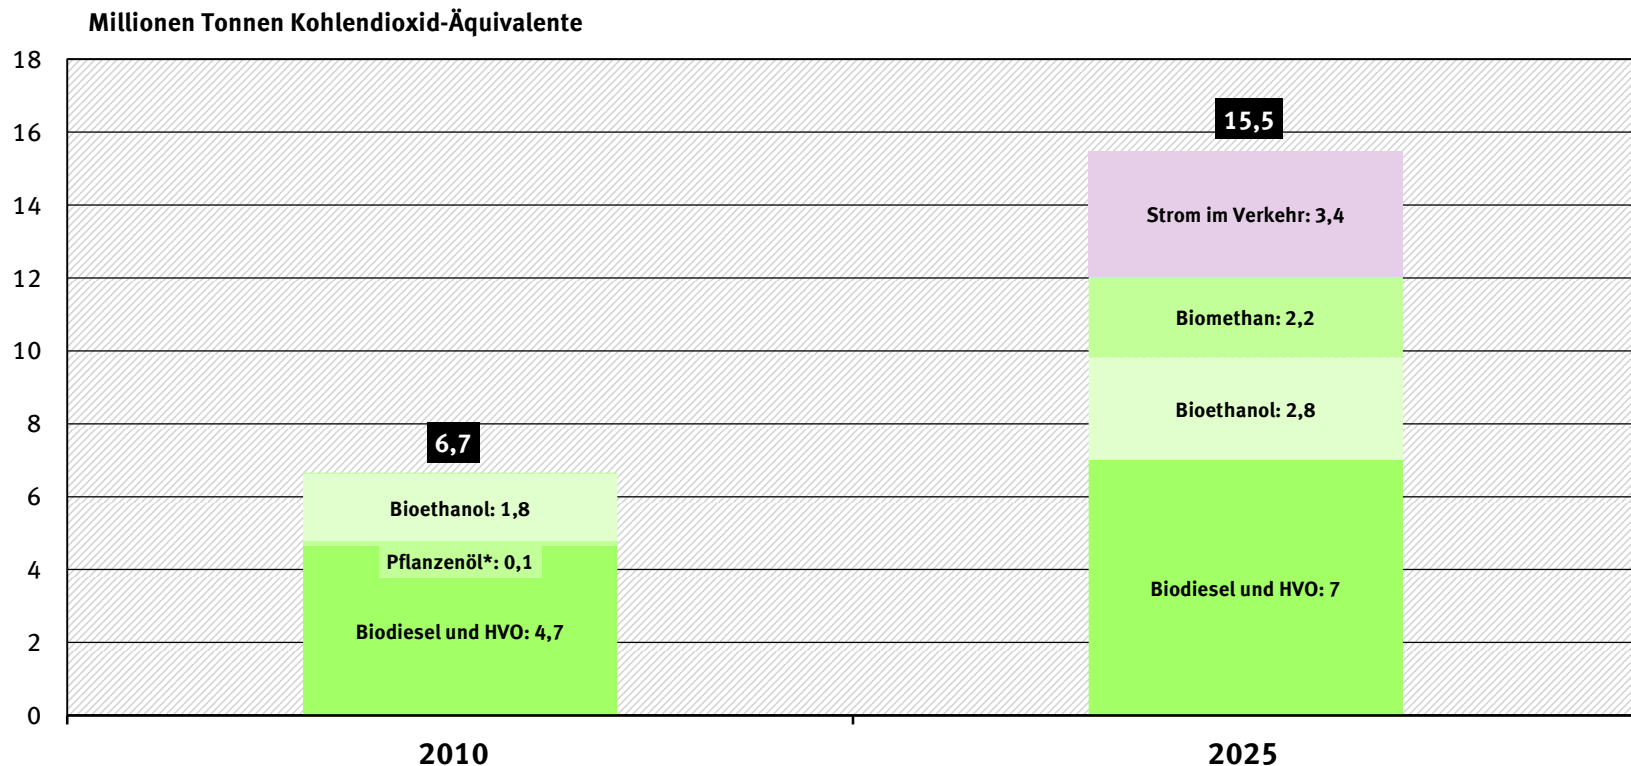 Millionen Tonnen Kohlendioxid-Äquivalente
18
16
14
12
10
8
6
4
2
0
6,7
Bioethanol: 1,8
Pflanzenöl*: 0,1
Biodiesel und HVO: 4,7
15,5
Strom im Verkehr: 3,4
Biomethan: 2,2
Bioethanol: 2,8
Biodiesel und HVO: 7
2010
2025